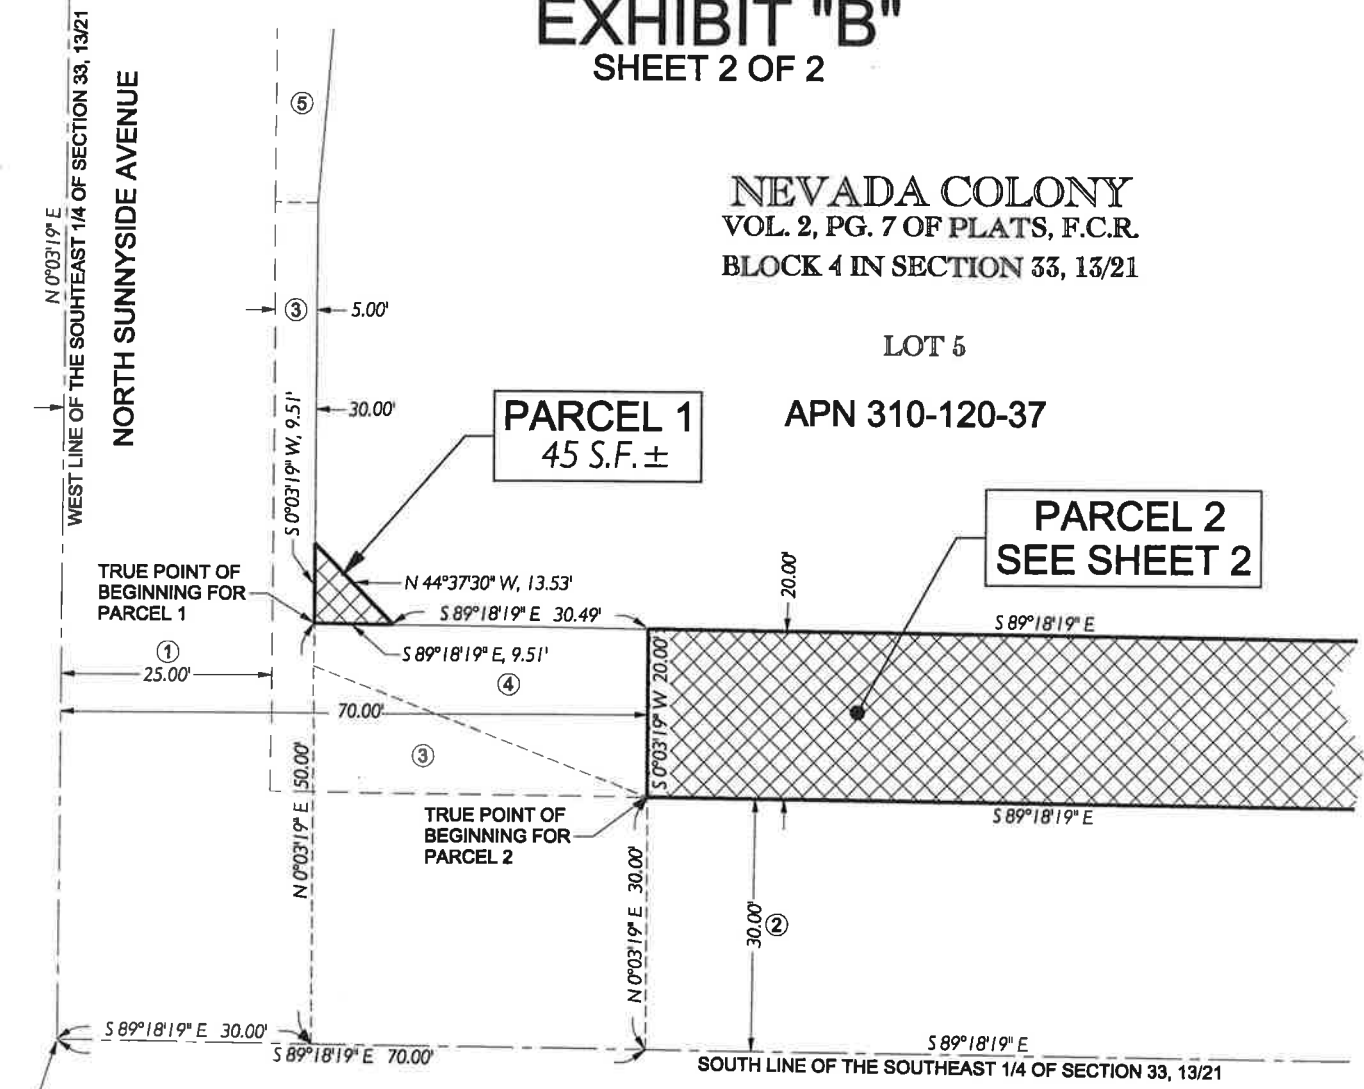 EXHIBIT "B"
SHEET 2 OF 2
N 0°03'19" E
WEST LINE OF THE SOUHTEAST 1/4 OF SECTION 33, 13/21
NORTH SUNNYSIDE AVENUE
5
NEVADA COLONY
VOL. 2, PG. 7 OF PLATS, F.C.R.
BLOCK 4 IN SECTION 33, 13/21
LOT 5
APN 310-120-37
3
5.00'
30.00'
S 0°03'19" W, 9.51'
PARCEL 1
45 S.F. ±
PARCEL 2
SEE SHEET 2
TRUE POINT OF
BEGINNING FOR
PARCEL 1
N 44°37'30" W, 13.53'
S 89°18'19" E 30.49'
20.00'
S 89°18'19" E
S 89°18'19" E, 9.51'
1
25.00'
4
70.00'
S 0°03'19" W 20.00'
3
N 0°03'19" E 50.00'
TRUE POINT OF
BEGINNING FOR
PARCEL 2
S 89°18'19" E
N 0°03'19" E 30.00'
30.00'
2
S 89°18'19" E 30.00'
S 89°18'19" E 70.00'
S 89°18'19" E
SOUTH LINE OF THE SOUTHEAST 1/4 OF SECTION 33, 13/21